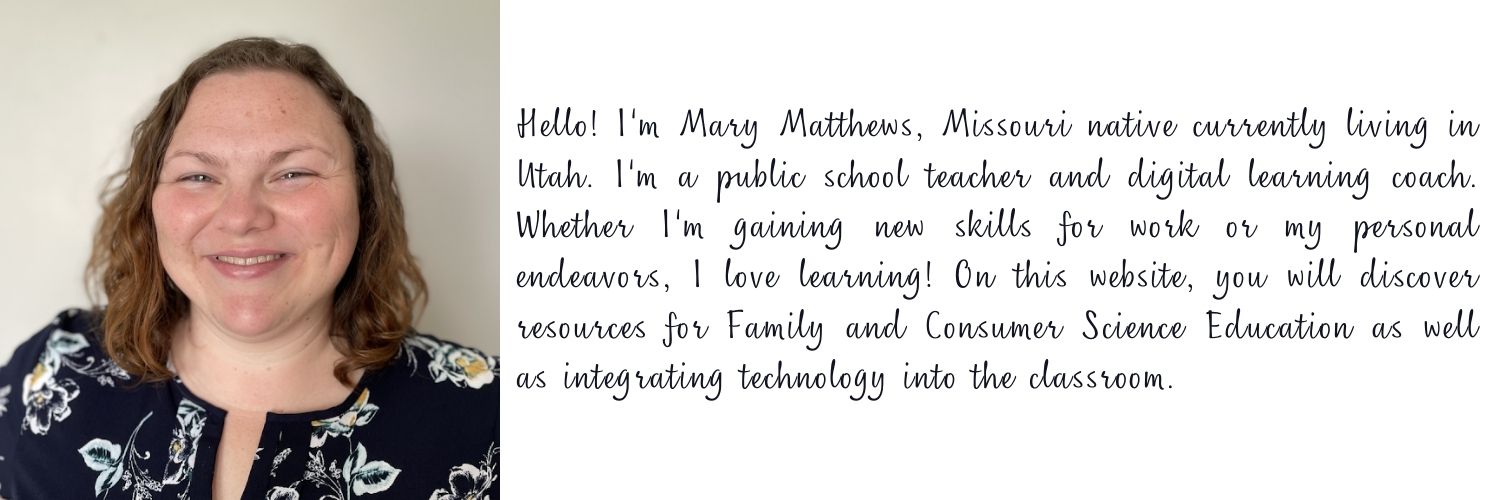 Hello! I'm Mary Matthews, Missouri native currently living in
Utah. I'm a public school teacher and digital learning coach.
Whether I'm gaining new skills for work or my personal
endeavors, I love learning! On this website, you will discover
resources for Family and Consumer Science Education as well
as integrating technology into the classroom.